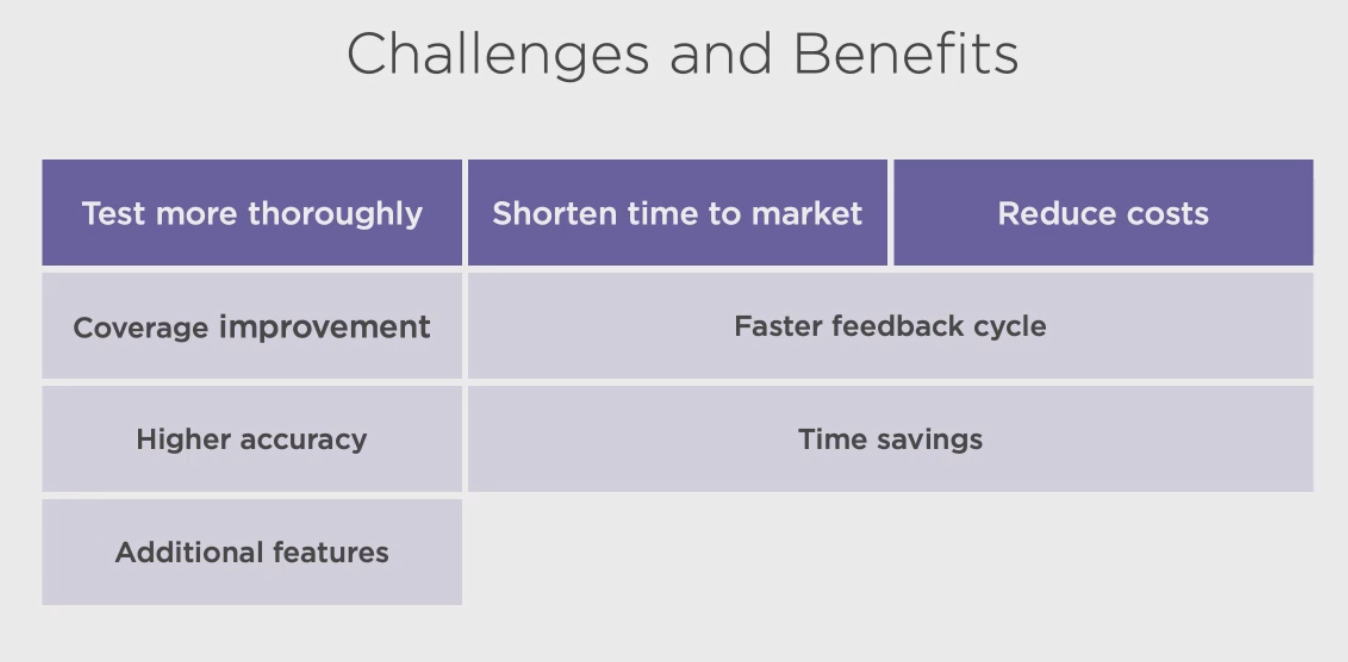 Challenges and Benefits
Test more thoroughly
Shorten time to market
Reduce costs
Coverage improvement
Faster feedback cycle
Higher accuracy
Time savings
Additional features